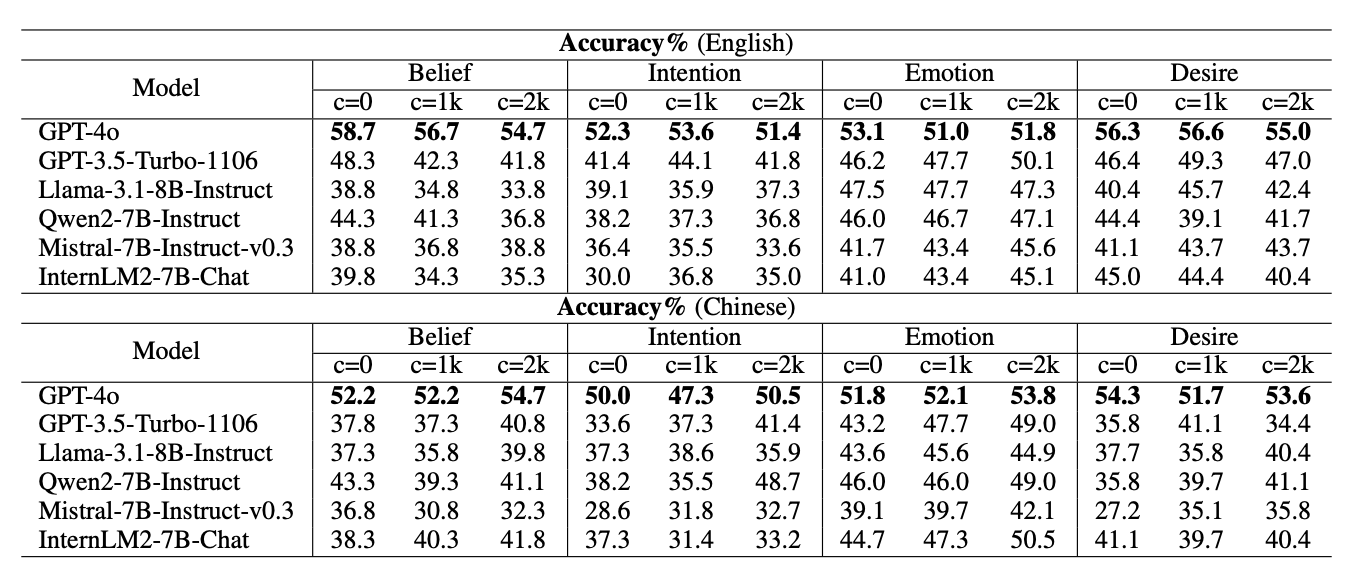 Accuracy% (English)
Model Belief Intention Emotion Desire
c=0 c=1k c=2k c=0 c=1k c=2k c=0 c=1k c=2k c=0 c=1k c=2k
GPT-4o 58.7 56.7 54.7 52.3 53.6 51.4 53.1 51.0 51.8 56.3 56.6 55.0
GPT-3.5-Turbo-1106 48.3 42.3 41.8 41.4 44.1 41.8 46.2 47.7 50.1 46.4 49.3 47.0
Llama-3.1-8B-Instruct 38.8 34.8 33.8 39.1 35.9 37.3 47.5 47.7 47.3 40.4 45.7 42.4
Qwen2-7B-Instruct 44.3 41.3 36.8 38.2 37.3 36.8 46.0 46.7 47.1 44.4 39.1 41.7
Mistral-7B-Instruct-v0.3 38.8 36.8 38.8 36.4 35.5 33.6 41.7 43.4 45.6 41.1 43.7 43.7
InternLM2-7B-Chat 39.8 34.3 35.3 30.0 36.8 35.0 41.0 43.4 45.1 45.0 44.4 40.4
Accuracy% (Chinese)
Model Belief Intention Emotion Desire
c=0 c=1k c=2k c=0 c=1k c=2k c=0 c=1k c=2k c=0 c=1k c=2k
GPT-4o 52.2 52.2 54.7 50.0 47.3 50.5 51.8 52.1 53.8 54.3 51.7 53.6
GPT-3.5-Turbo-1106 37.8 37.3 40.8 33.6 37.3 41.4 43.2 47.7 49.0 35.8 41.1 34.4
Llama-3.1-8B-Instruct 37.3 35.8 39.8 37.3 38.6 35.9 43.6 45.6 44.9 37.7 35.8 40.4
Qwen2-7B-Instruct 43.3 39.3 41.1 38.2 35.5 48.7 46.0 46.0 49.0 35.8 39.7 41.1
Mistral-7B-Instruct-v0.3 36.8 30.8 32.3 28.6 31.8 32.7 39.1 39.7 42.1 27.2 35.1 35.8
InternLM2-7B-Chat 38.3 40.3 41.8 37.3 31.4 33.2 44.7 47.3 50.5 41.1 39.7 40.4